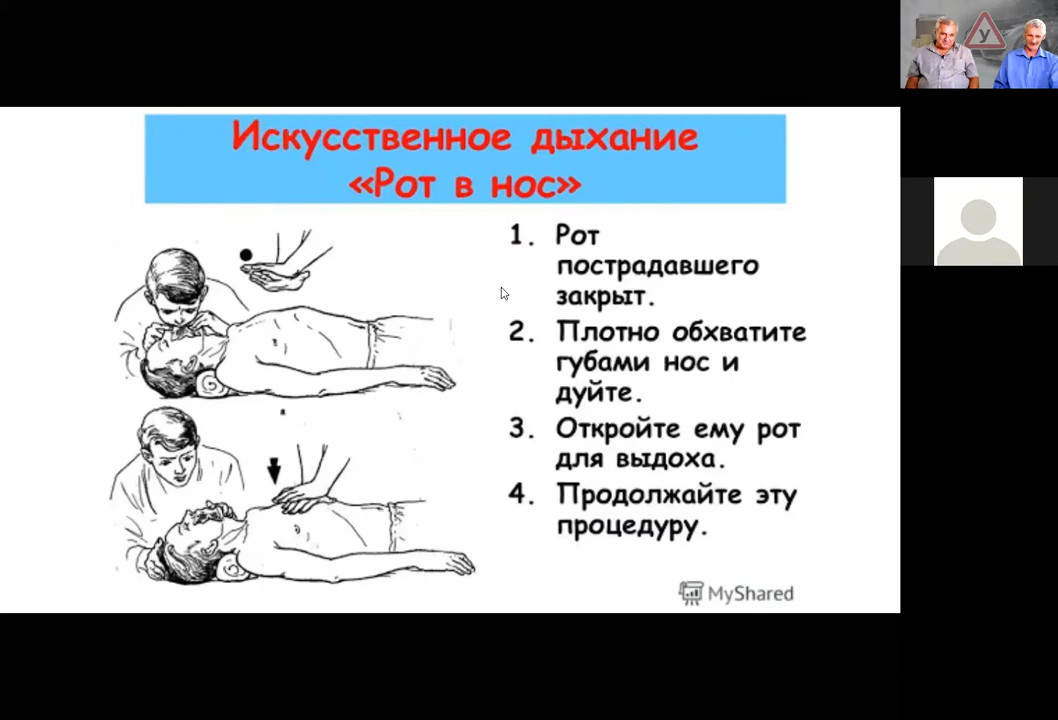 У
Искусственное дыхание
«Рот в нос»
1. Рот
пострадавшего
закрыт.
2. Плотно обхватите
губами нос и
дуйте.
3. Откройте ему рот
для выдоха.
4. Продолжайте эту
процедуру.
MyShared